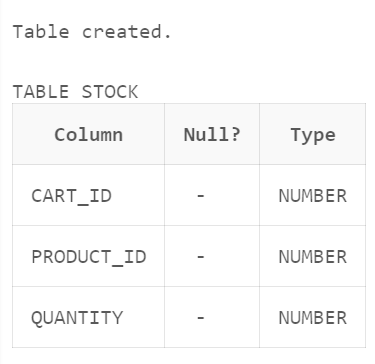 Table created.
TABLE STOCK
Column Null? Type
CART_ID - NUMBER
PRODUCT_ID - NUMBER
QUANTITY - NUMBER